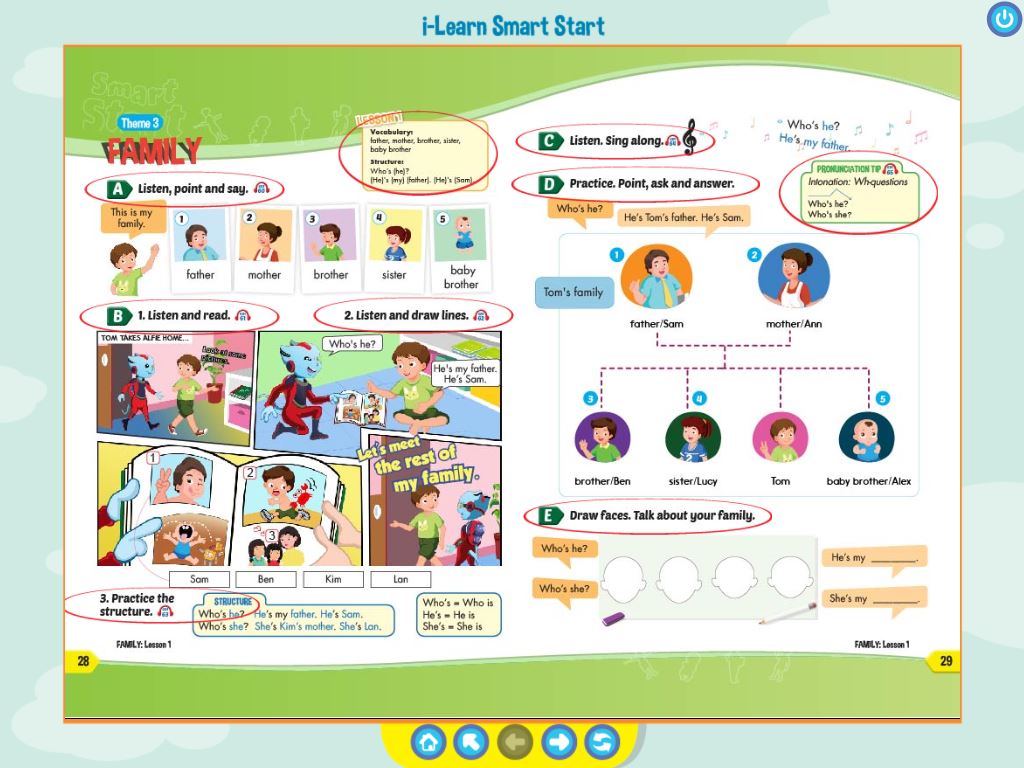 i-Learn Smart Start
Smart
Start
Theme 3
FAMILY
LESSON 1
Vocabulary:
father, mother, brother, sister,
baby brother
Structure:
Who's (he)?
(He)'s (my) (father). (He)'s (Sam).
A Listen, point and say. 60
This is my
family.
1
father
2
mother
3
brother
4
sister
5
baby
brother
B 1. Listen and read. 61
2. Listen and draw lines. 62
TOM TAKES ALFIE HOME...
Look at some
pictures.
Who's he?
He's my father.
He's Sam.
1
2
3
Let's meet
the rest of
my family.
Sam
Ben
Kim
Lan
3. Practice the
structure.
STRUCTURE
Who's he? He's my father. He's Sam.
Who's she? She's Kim's mother. She's Lan.
Who's = Who is
He's = He is
She's = She is
FAMILY: Lesson 1
28
C Listen. Sing along.
Who's he?
He's my father.
D Practice. Point, ask and answer.
PRONUNCIATION TIP
Intonation: Wh-questions
Who's he?
Who's she?
Who's he?
He's Tom's father. He's Sam.
Tom's family
1
father/Sam
2
mother/Ann
3
brother/Ben
4
sister/Lucy
Tom
5
baby brother/Alex
E Draw faces. Talk about your family.
Who's he?
He's my ________.
Who's she?
She's my ________.
FAMILY: Lesson 1
29